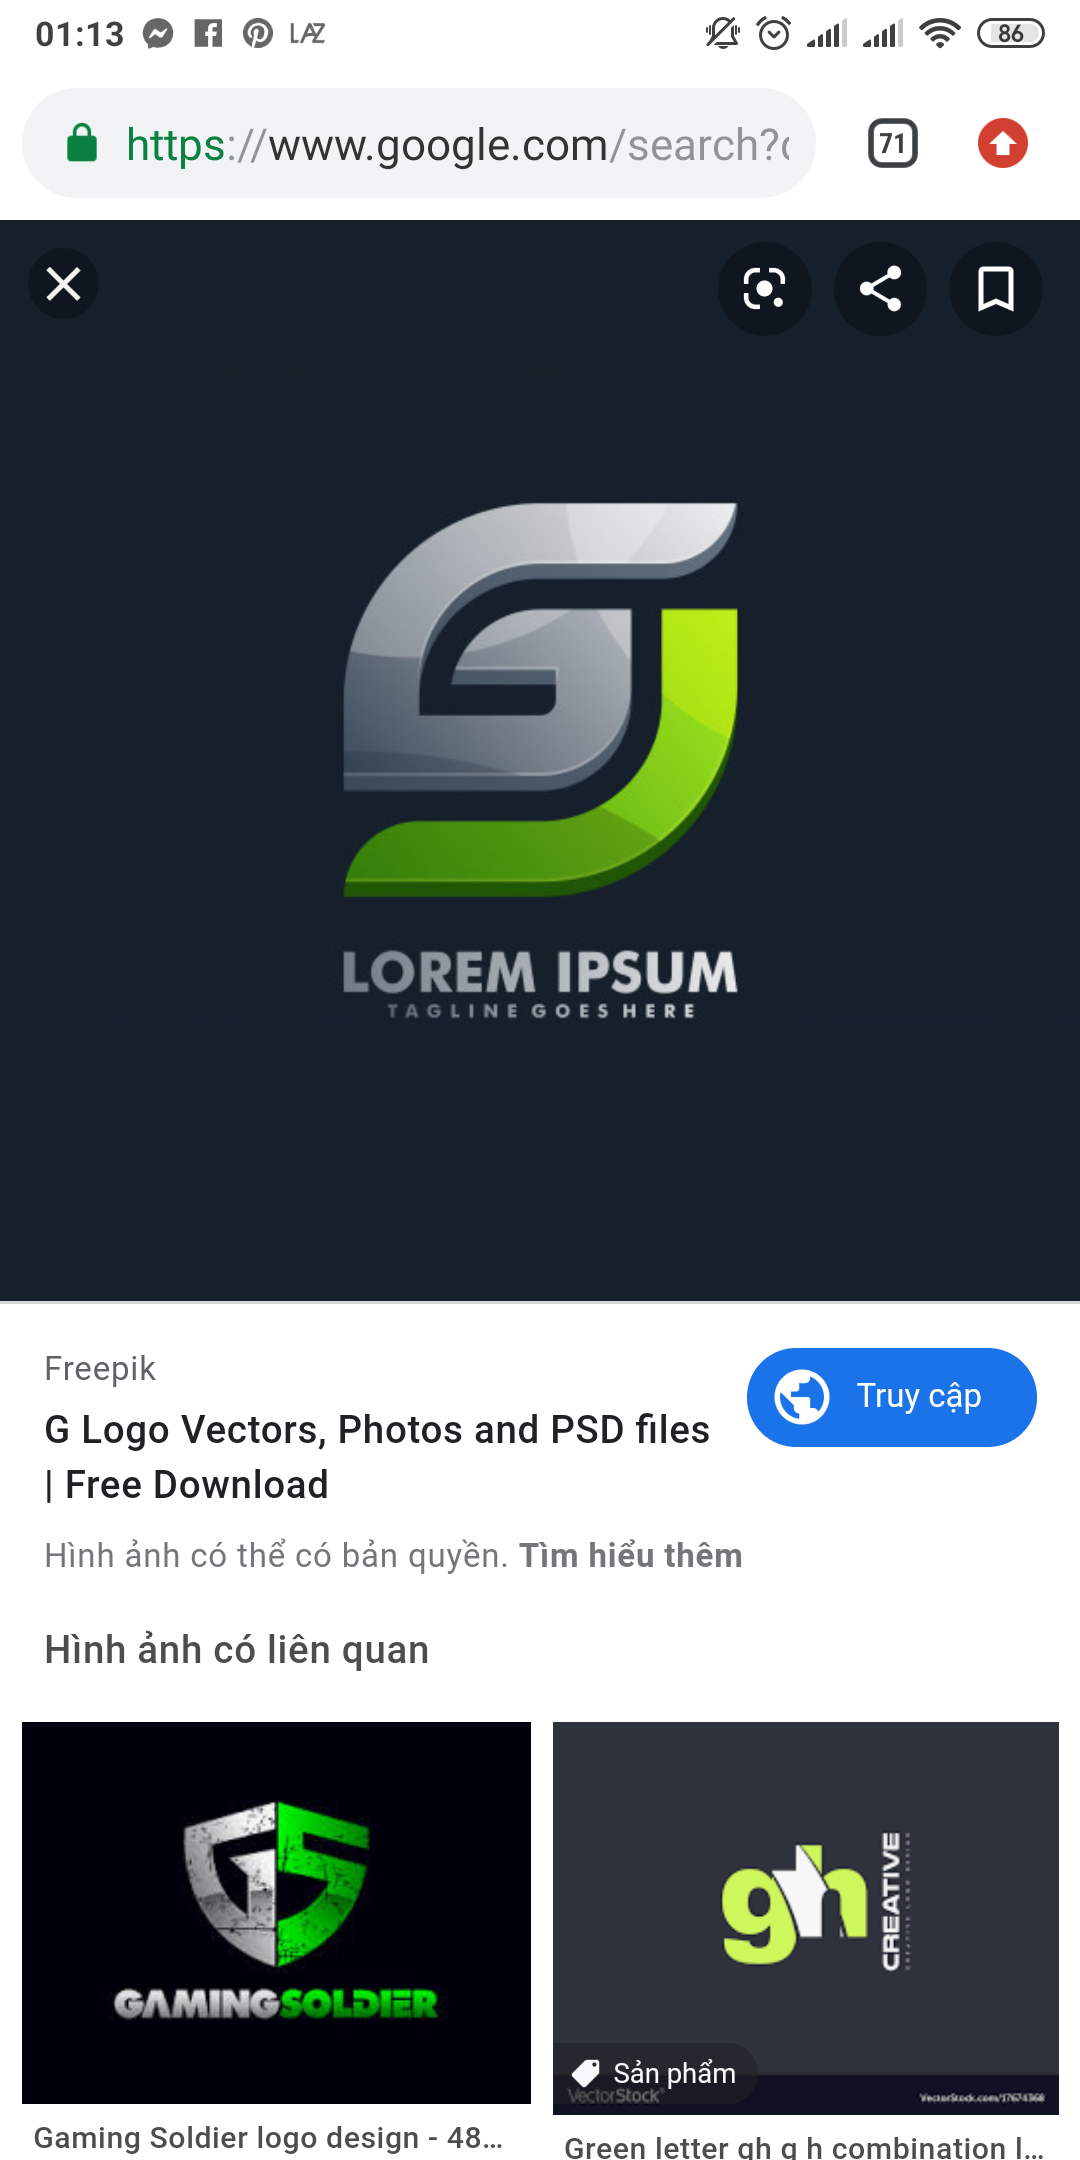 01:13 LAZ 86
https://www.google.com/search?
71
LOREM IPSUM
TAGLINE GOES HERE
Freepik
Truy cập
G Logo Vectors, Photos and PSD files
| Free Download
Hình ảnh có thể có bản quyền. Tìm hiểu thêm
Hình ảnh có liên quan
GS
GAMINGSOLDIER
gh
CREATIVE
Sản phẩm
VectorStock
VectorStock.com/17674368
Gaming Soldier logo design - 48...
Green letter gh g h combination l...